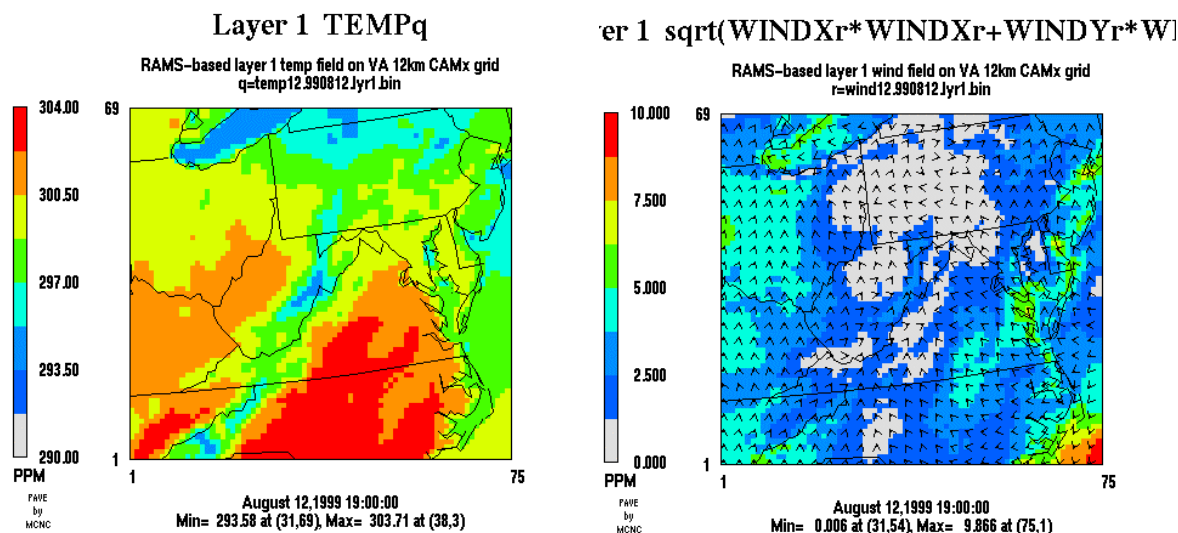 Layer 1 TEMPq
RAMS-based layer 1 temp field on VA 12km CAMx grid
q=temp12.990812.lyr1.bin
304.00
300.50
297.00
293.50
290.00
PPM
PAVE
by
MCNC
69
1
1
75
August 12,1999 19:00:00
Min= 293.58 at (31,69), Max= 303.71 at (38,3)
er 1 sqrt(WINDXr*WINDXr+WINDYr*WI
RAMS-based layer 1 wind field on VA 12km CAMx grid
r=wind12.990812.lyr1.bin
10.000
7.500
5.000
2.500
0.000
PPM
PAVE
by
MCNC
69
1
1
75
August 12,1999 19:00:00
Min= 0.006 at (31,54), Max= 9.866 at (75,1)